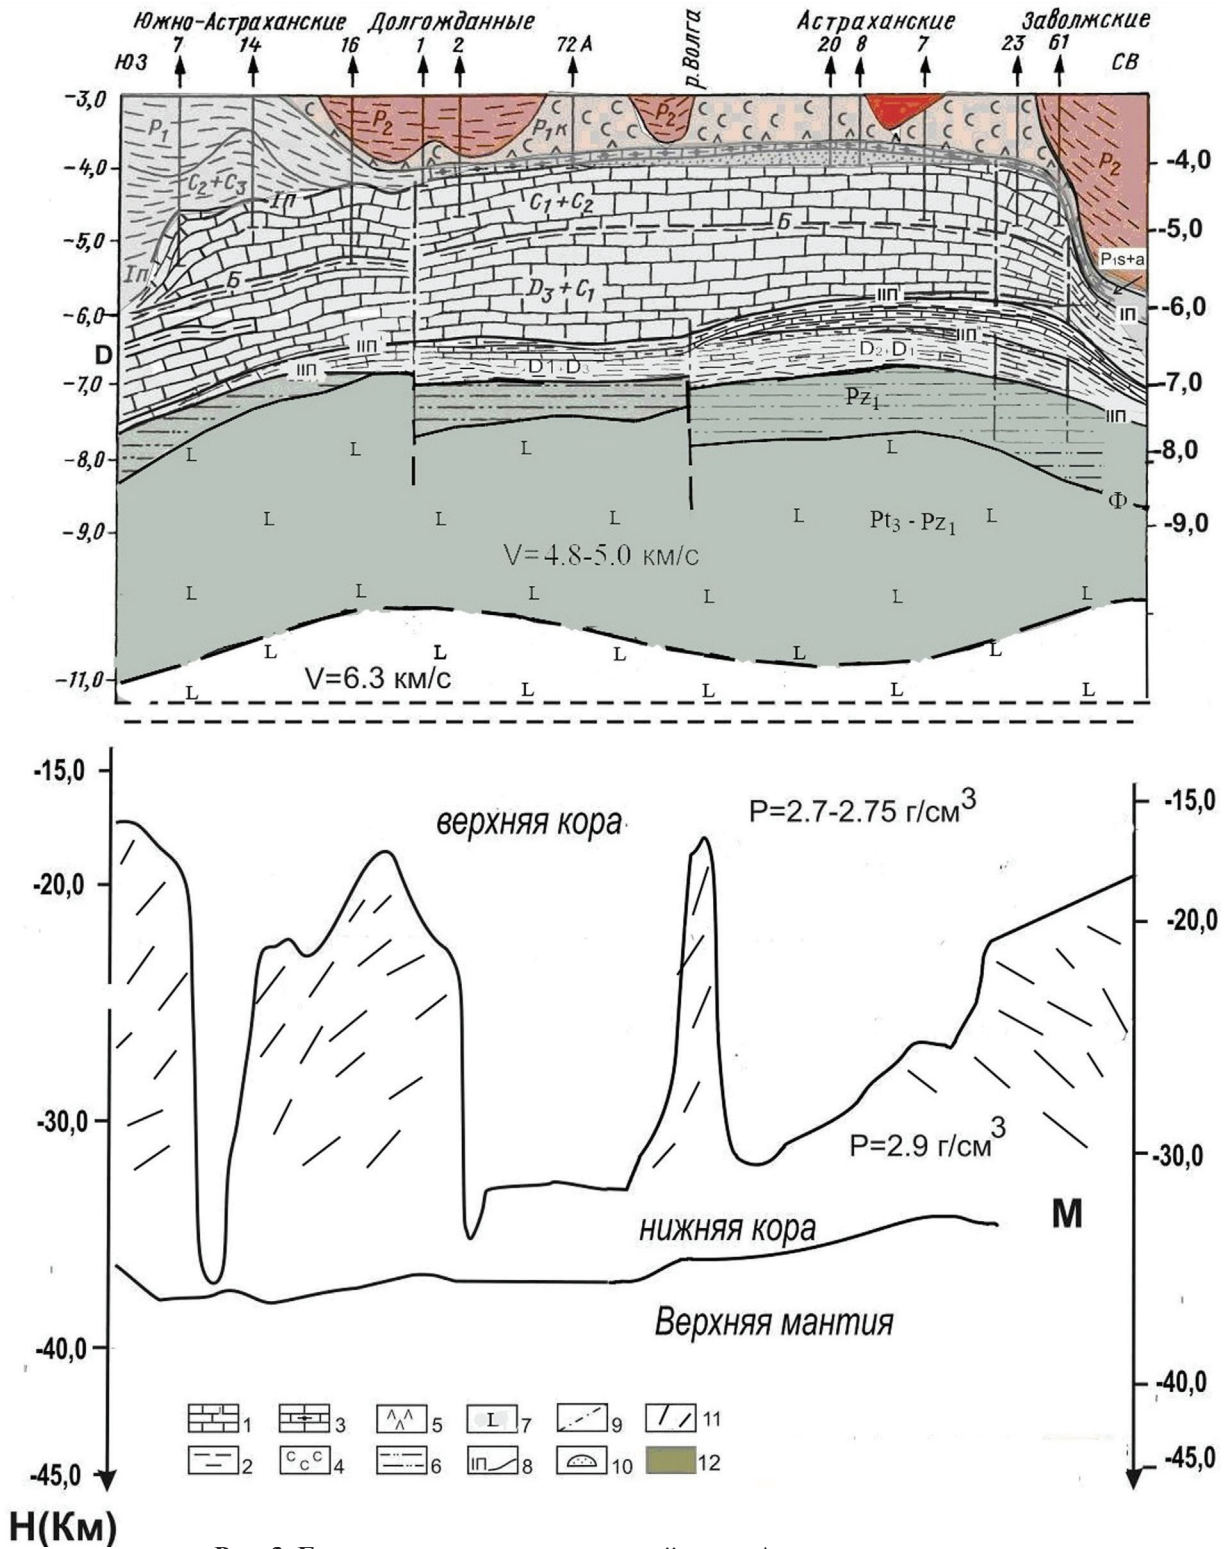 Южно-Астраханские Долгожданные р.Волга Астраханские Заволжские
7 14 16 1 2 72А 20 8 7 23 61
ЮЗ СВ
-3,0
-4,0
-5,0
-6,0
D
-7,0
-8,0
-9,0
-11,0
-4,0
-5,0
-6,0
-7,0
-8,0
-9,0
P₁ P₂ P₁к P₂ P₂
C₂+C₃ Iп C₁+C₂
Iп Б Б P₁s+a
D₃+C₁ IIП IП
IIП IIП
IIП D₂
Pz₁ IIП
L L L L
Ф
L L L L L
Pt₃ - Pz₁
V=4.8-5.0 км/с
L L L L L L
L L L L L
V=6.3 км/с
L L L L L
-15,0
-20,0
-30,0
-40,0
-45,0
H(Км)
-15,0
-20,0
-30,0
-40,0
-45,0
верхняя кора
P=2.7-2.75 г/см³
P=2.9 г/см³
М
нижняя кора
Верхняя мантия
1 3 C C C 5 L 7 9 11
2 4 6 IП 8 10 12